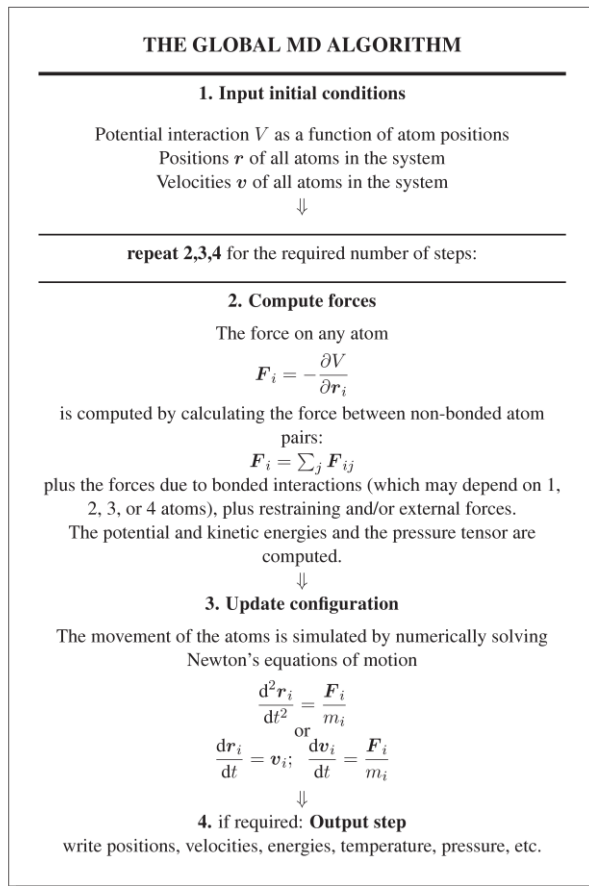 THE GLOBAL MD ALGORITHM
1. Input initial conditions
Potential interaction V as a function of atom positions
Positions r of all atoms in the system
Velocities v of all atoms in the system
⇓
repeat 2,3,4 for the required number of steps:
2. Compute forces
The force on any atom
F_i = −∂V/∂r_i
is computed by calculating the force between non-bonded atom
pairs:
F_i = ∑_j F_ij
plus the forces due to bonded interactions (which may depend on 1,
2, 3, or 4 atoms), plus restraining and/or external forces.
The potential and kinetic energies and the pressure tensor are
computed.
⇓
3. Update configuration
The movement of the atoms is simulated by numerically solving
Newton’s equations of motion
d²r_i/dt² = F_i/m_i
or
dr_i/dt = v_i; dv_i/dt = F_i/m_i
⇓
4. if required: Output step
write positions, velocities, energies, temperature, pressure, etc.